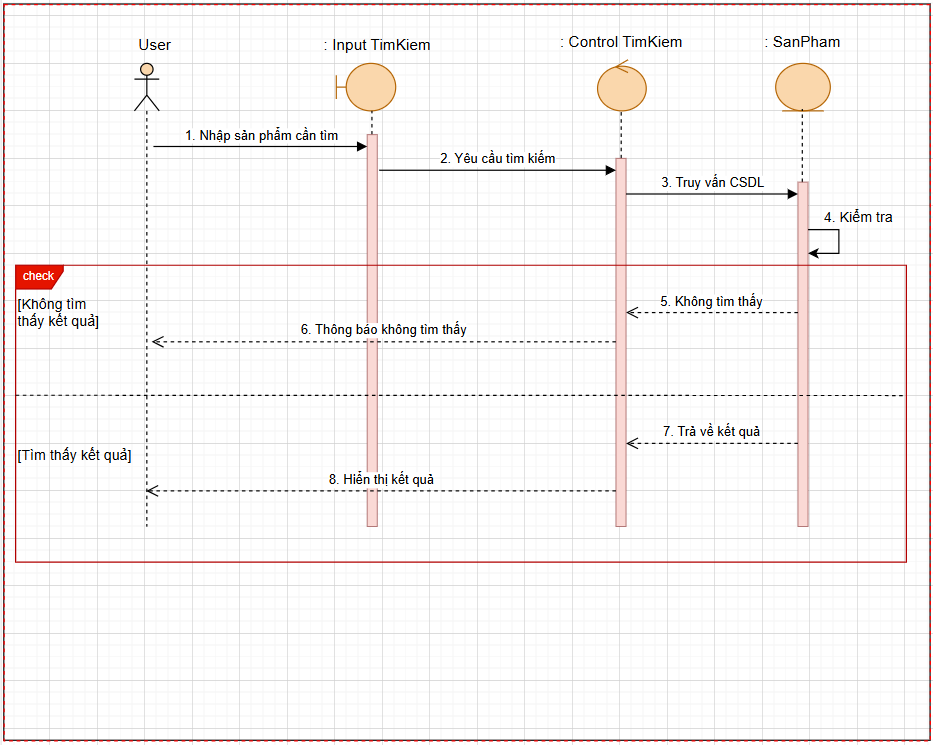 User
: Input TimKiem
: Control TimKiem
: SanPham
1. Nhập sản phẩm cần tìm
2. Yêu cầu tìm kiếm
3. Truy vấn CSDL
4. Kiểm tra
check
[Không tìm
thấy kết quả]
5. Không tìm thấy
6. Thông báo không tìm thấy
7. Trả về kết quả
[Tìm thấy kết quả]
8. Hiển thị kết quả